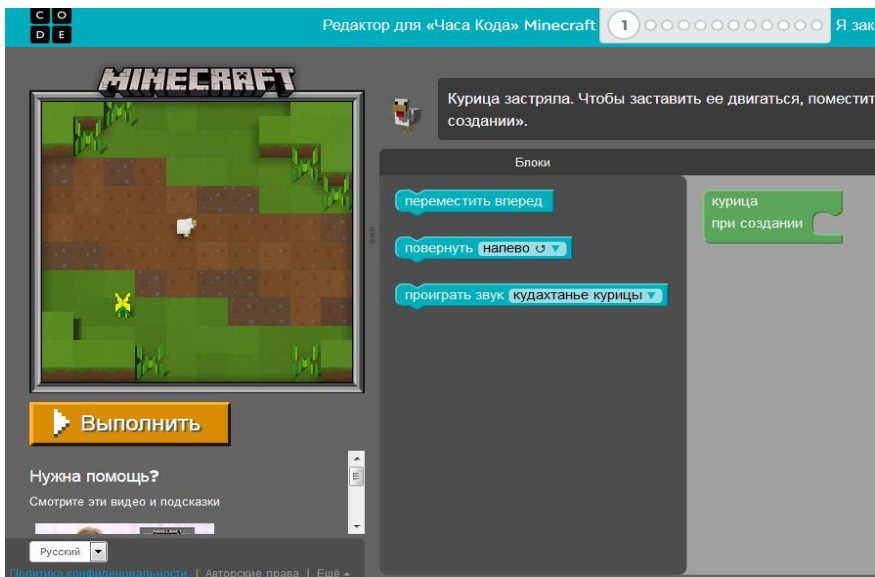 C O
D E
Редактор для «Часа Кода» Minecraft
1
Я зак
MINECRAFT
Курица застряла. Чтобы заставить ее двигаться, поместит
создании».
Блоки
переместить вперед
повернуть налево ↺ ▼
проиграть звук кудахтанье курицы ▼
курица
при создании
Выполнить
Нужна помощь?
Смотрите эти видео и подсказки
Русский
Политика конфиденциальности | Авторские права | Ещё